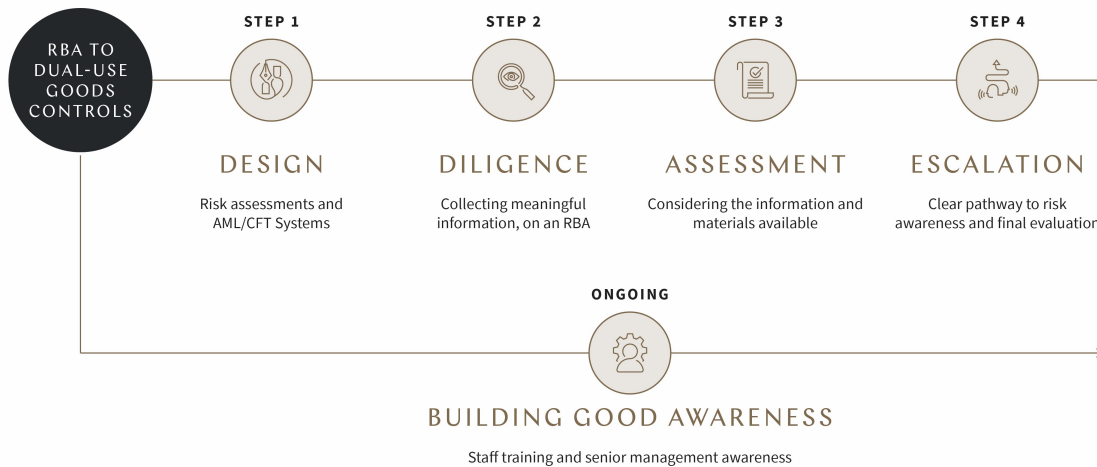 RBA TO
DUAL-USE
GOODS
CONTROLS
STEP 1
DESIGN
Risk assessments and
AML/CFT Systems
STEP 2
DILIGENCE
Collecting meaningful
information, on an RBA
STEP 3
ASSESSMENT
Considering the information and
materials available
STEP 4
ESCALATION
Clear pathway to risk
awareness and final evaluation
ONGOING
BUILDING GOOD AWARENESS
Staff training and senior management awareness